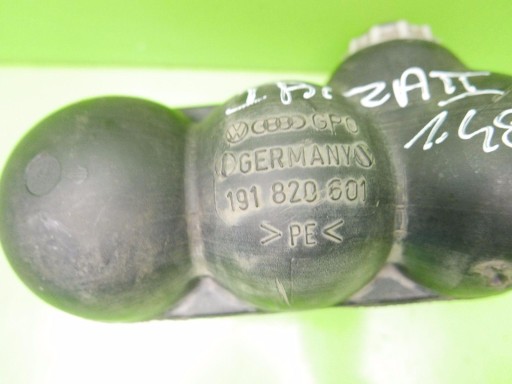 IBIZA II
1.4
GPO
GERMANY
191 820 601
>PE<